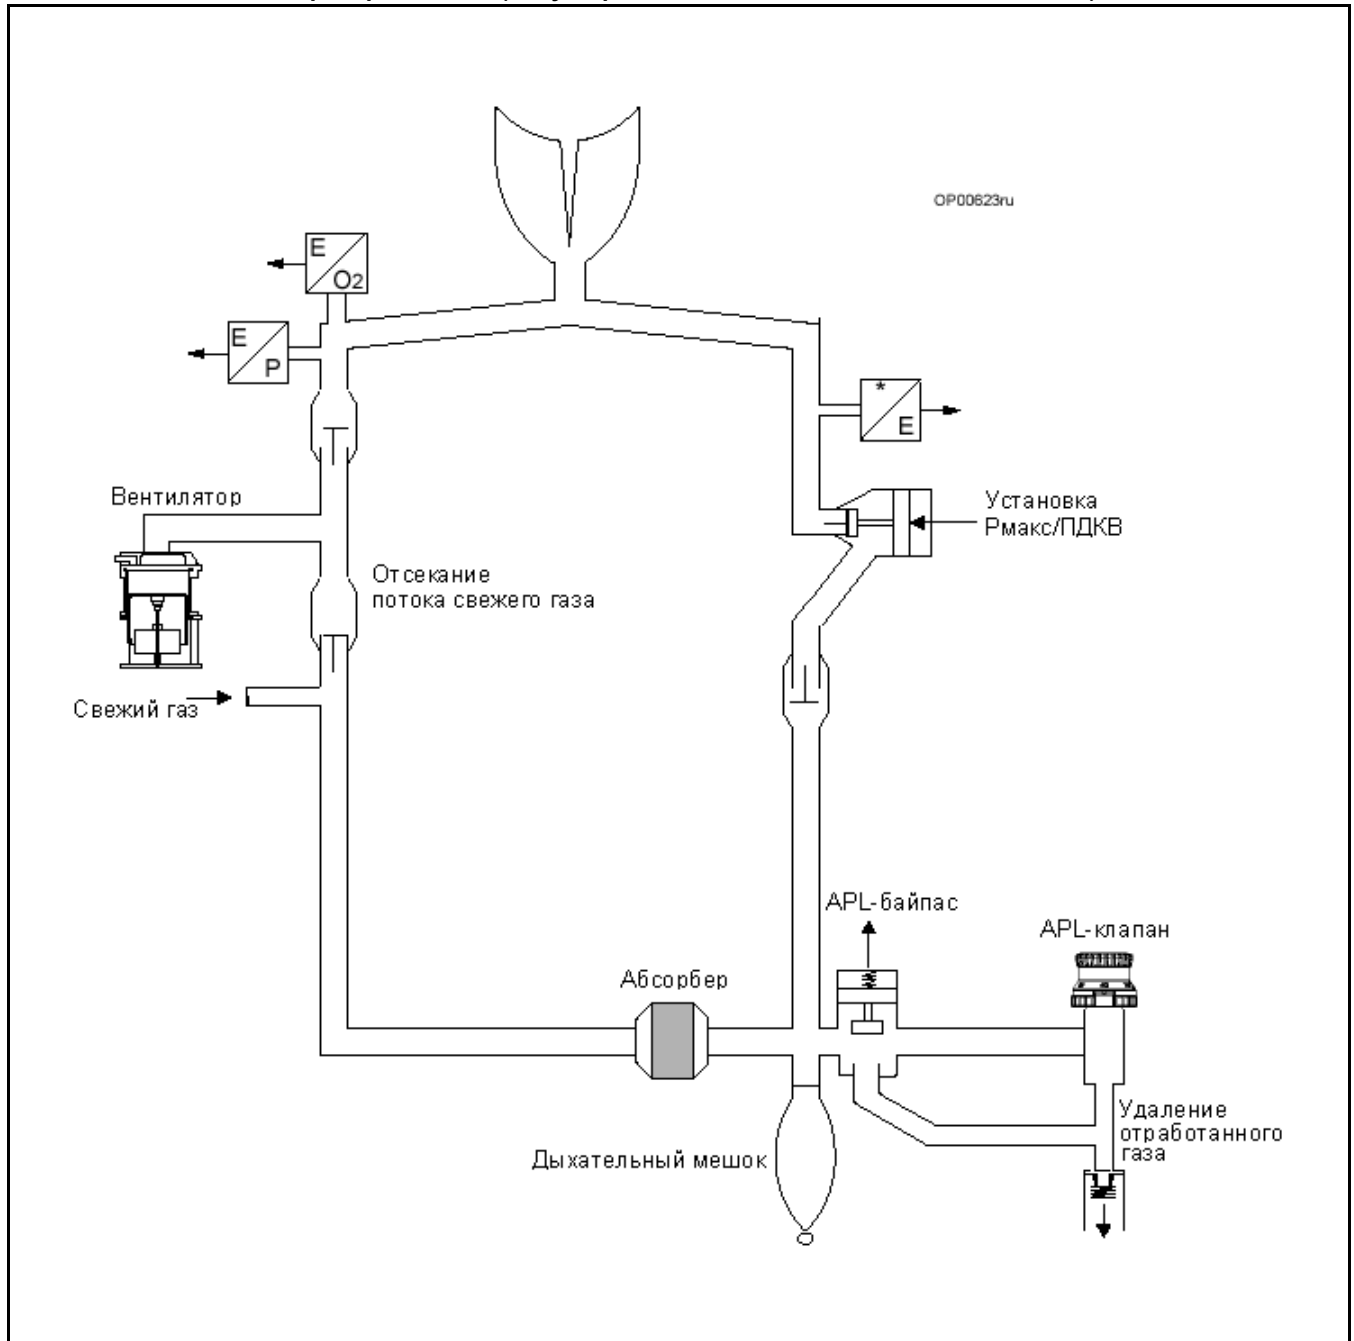 OP00623ru
E
O2
E
P
*
E
Вентилятор
Установка
Рмакс/ПДКВ
Отсекание
потока свежего газа
Свежий газ
APL-байпас
APL-клапан
Абсорбер
Удаление
отработанного
газа
Дыхательный мешок